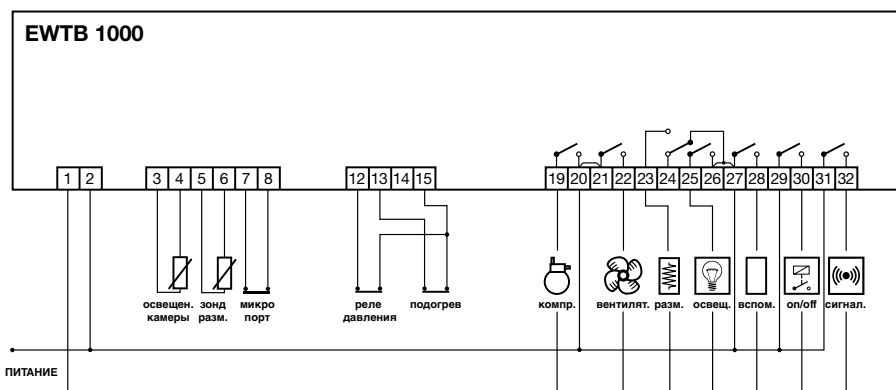 EWTB 1000
1 2 3 4 5 6 7 8 12 13 14 15 19 20 21 22 23 24 25 26 27 28 29 30 31 32
освещен. камеры
зонд разм.
микро порт
реле давления
подогрев
компр.
вентилят.
разм.
освещ.
вспом.
on/off
сигнал.
ПИТАНИЕ